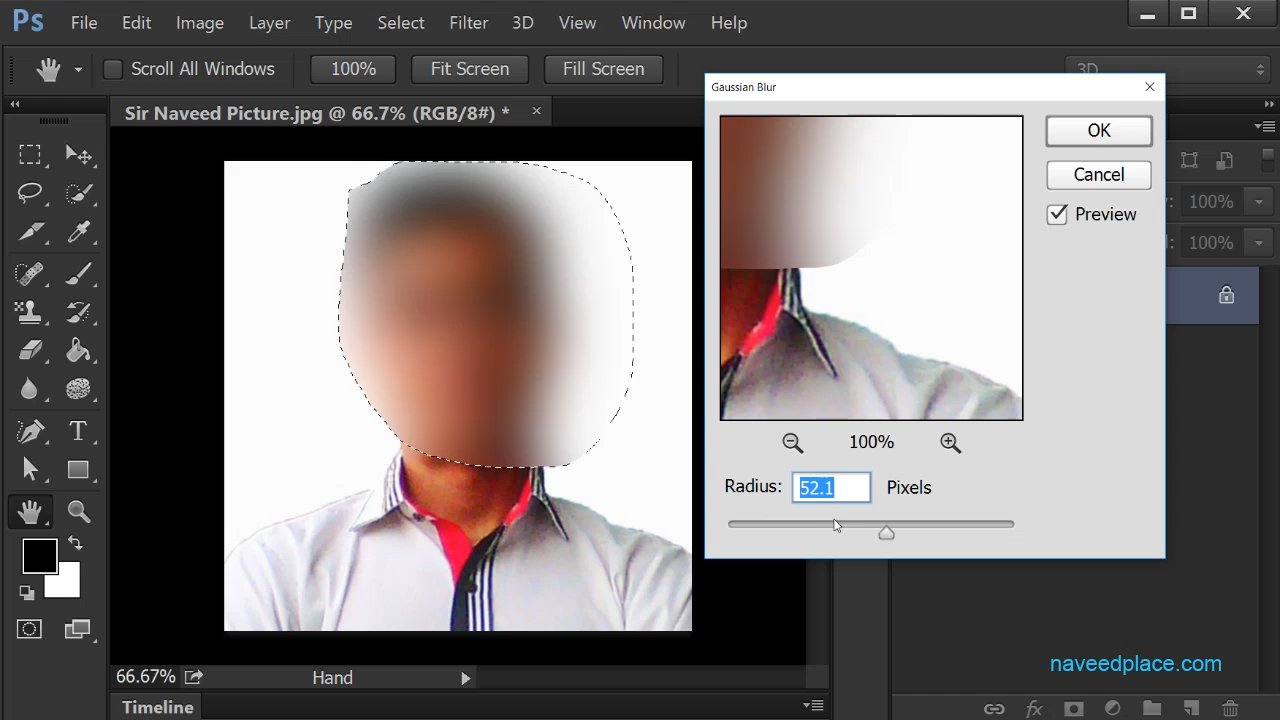 Ps File Edit Image Layer Type Select Filter 3D View Window Help
Scroll All Windows 100% Fit Screen Fill Screen 3D
Gaussian Blur
Sir Naveed Picture.jpg @ 66.7% (RGB/8#) *
OK
Cancel
Preview
100%
100%
100%
Radius: 52.1 Pixels
T
naveedplace.com
66.67% Hand
Timeline
fx